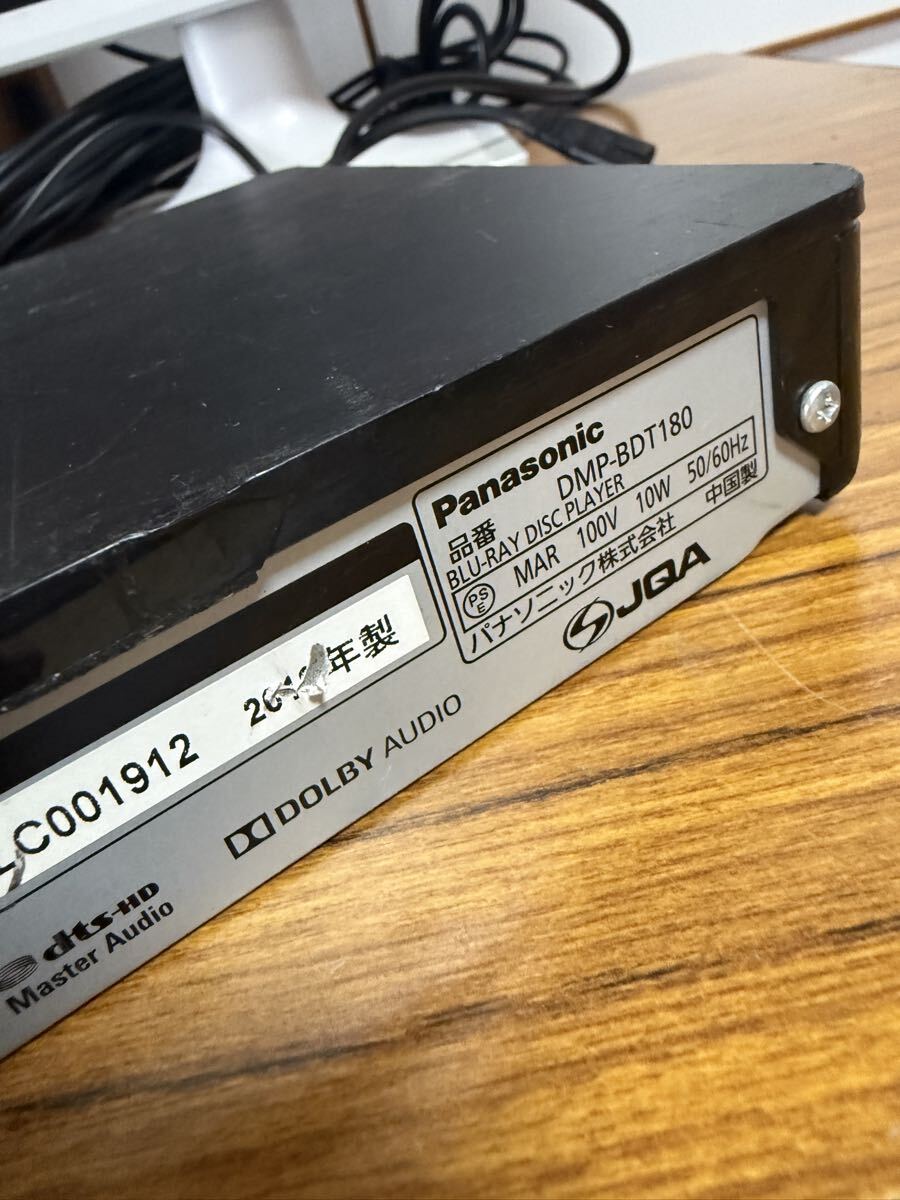 Panasonic
品番 DMP-BDT180
BLU-RAY DISC PLAYER
PS
E
MAR 100V 10W 50/60Hz
パナソニック株式会社 中国製
JQA
LC001912 年製
DOLBY AUDIO
dts-HD
Master Audio